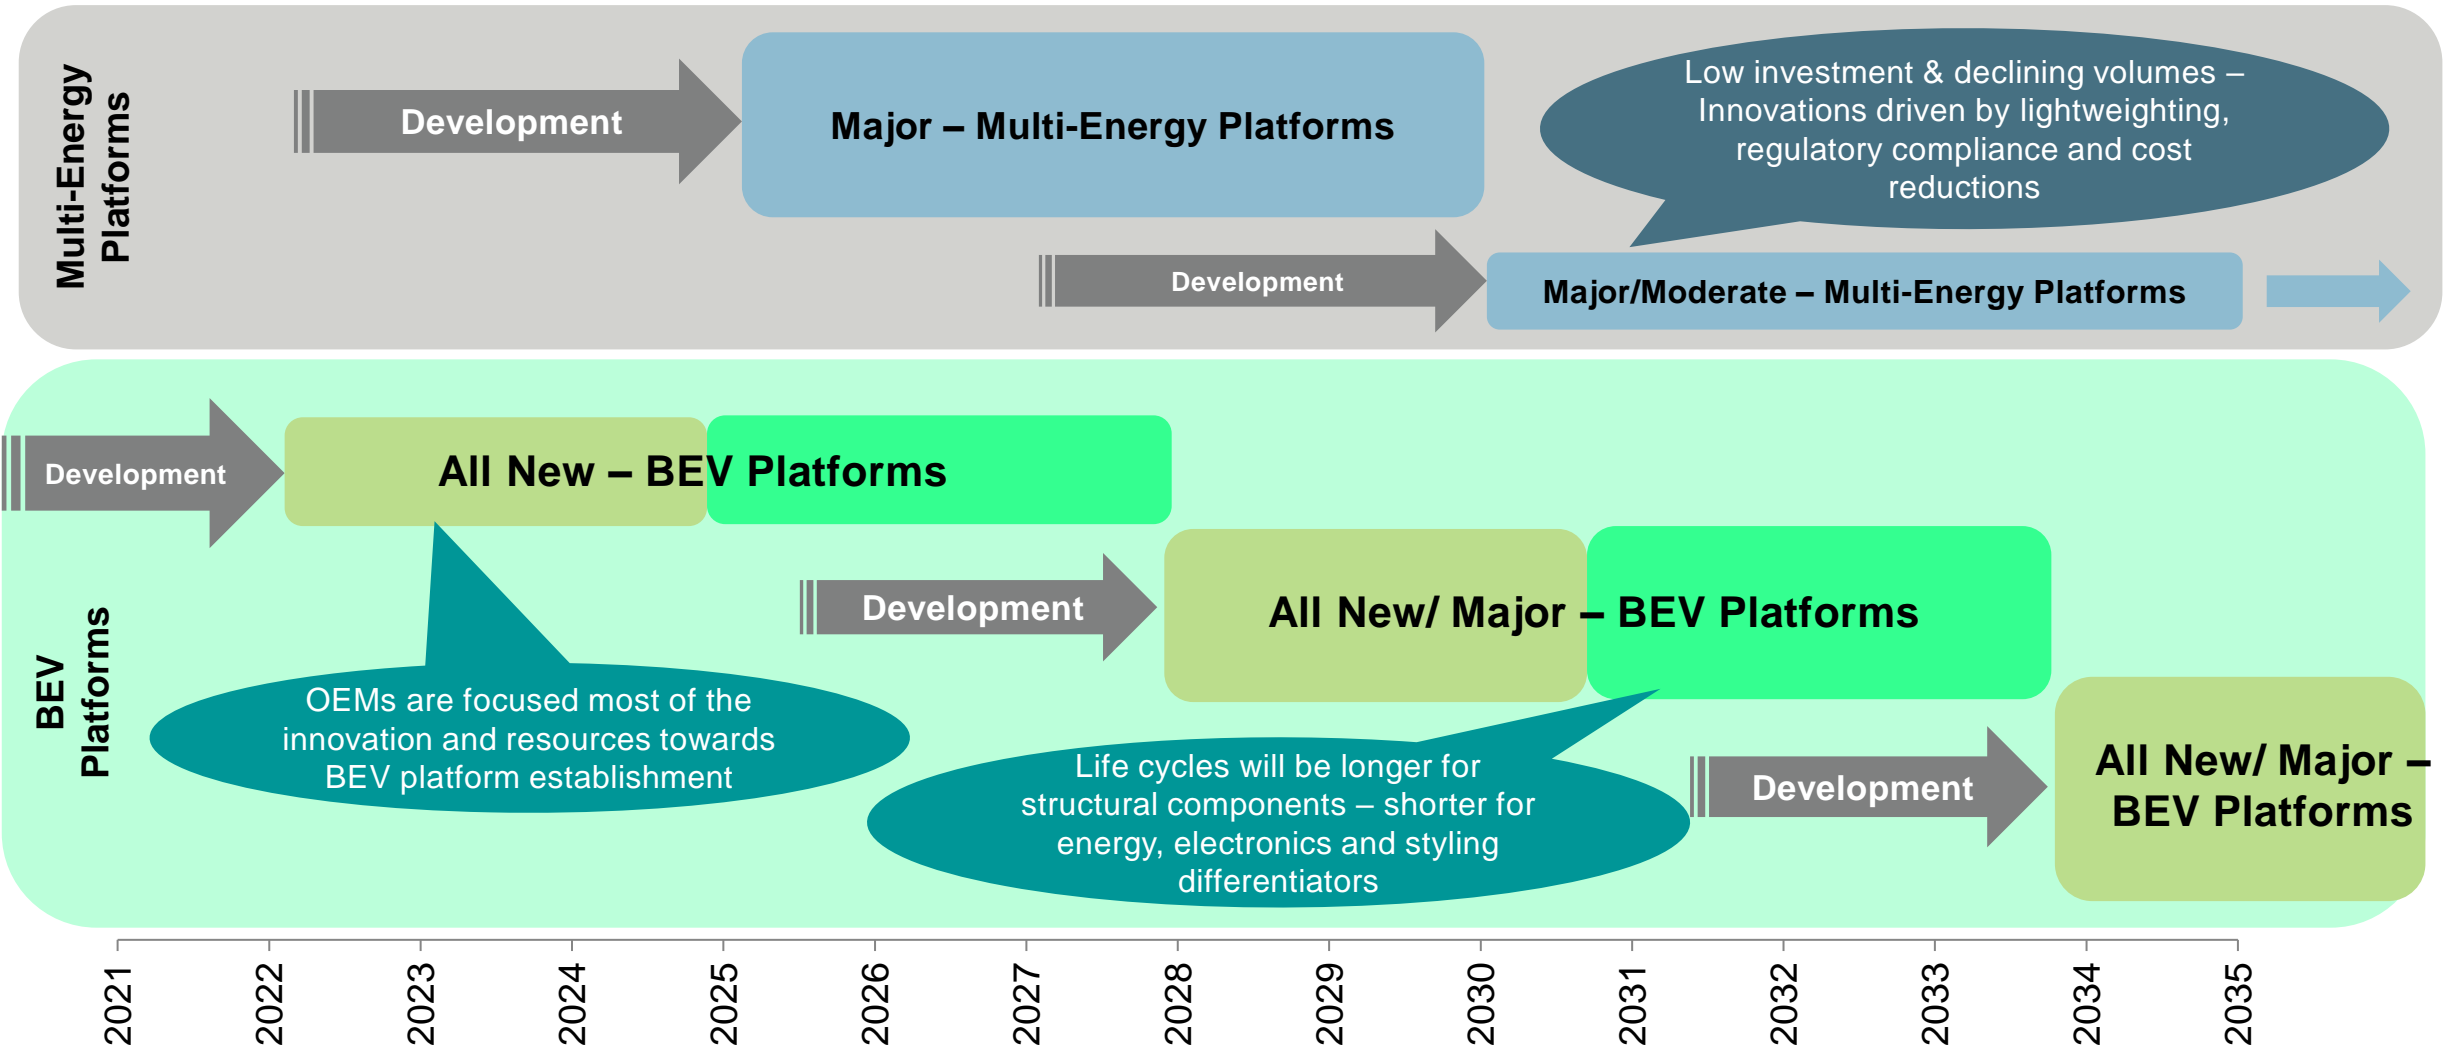 Multi-Energy
Platforms
Development
Major – Multi-Energy Platforms
Low investment & declining volumes –
Innovations driven by lightweighting,
regulatory compliance and cost
reductions
Development
Major/Moderate – Multi-Energy Platforms
BEV
Platforms
Development
All New – BEV Platforms
Development
All New/ Major – BEV Platforms
OEMs are focused most of the
innovation and resources towards
BEV platform establishment
Life cycles will be longer for
structural components – shorter for
energy, electronics and styling
differentiators
Development
All New/ Major –
BEV Platforms
2021
2022
2023
2024
2025
2026
2027
2028
2029
2030
2031
2032
2033
2034
2035